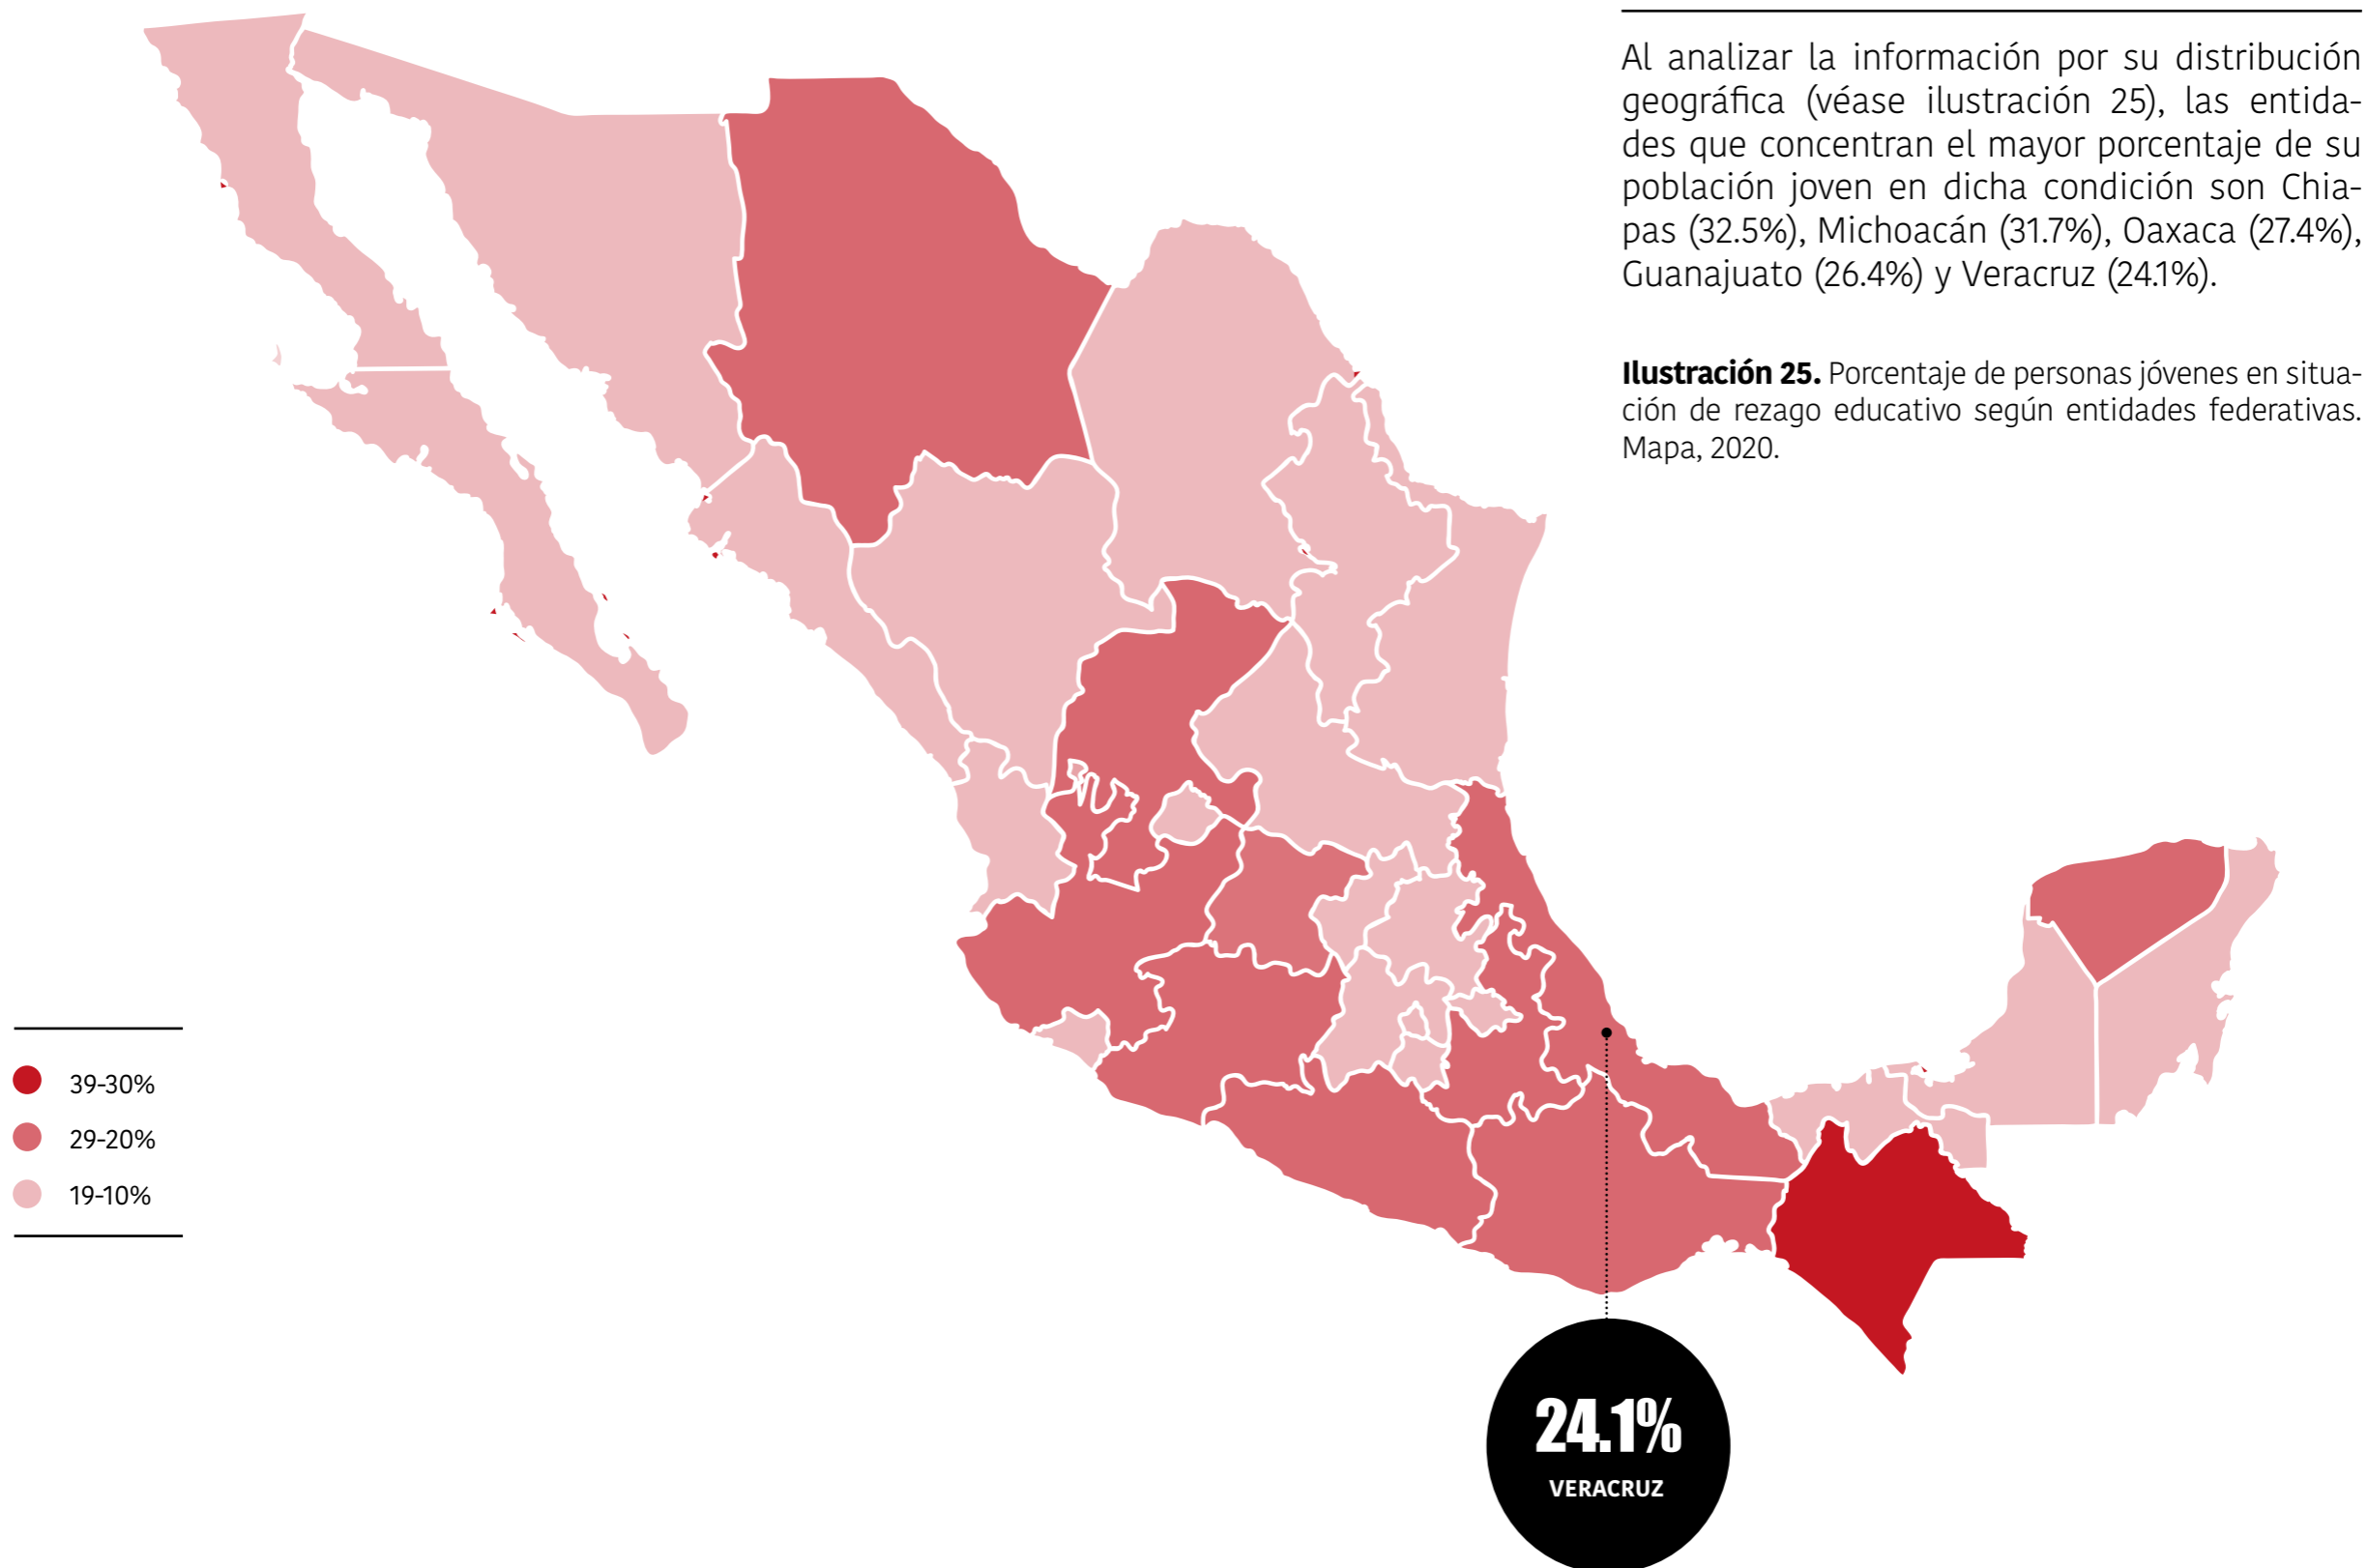 Al analizar la información por su distribución
geográfica (véase ilustración 25), las entida-
des que concentran el mayor porcentaje de su
población joven en dicha condición son Chia-
pas (32.5%), Michoacán (31.7%), Oaxaca (27.4%),
Guanajuato (26.4%) y Veracruz (24.1%).
Ilustración 25. Porcentaje de personas jóvenes en situa-
ción de rezago educativo según entidades federativas.
Mapa, 2020.
39-30%
29-20%
19-10%
24.1%
VERACRUZ